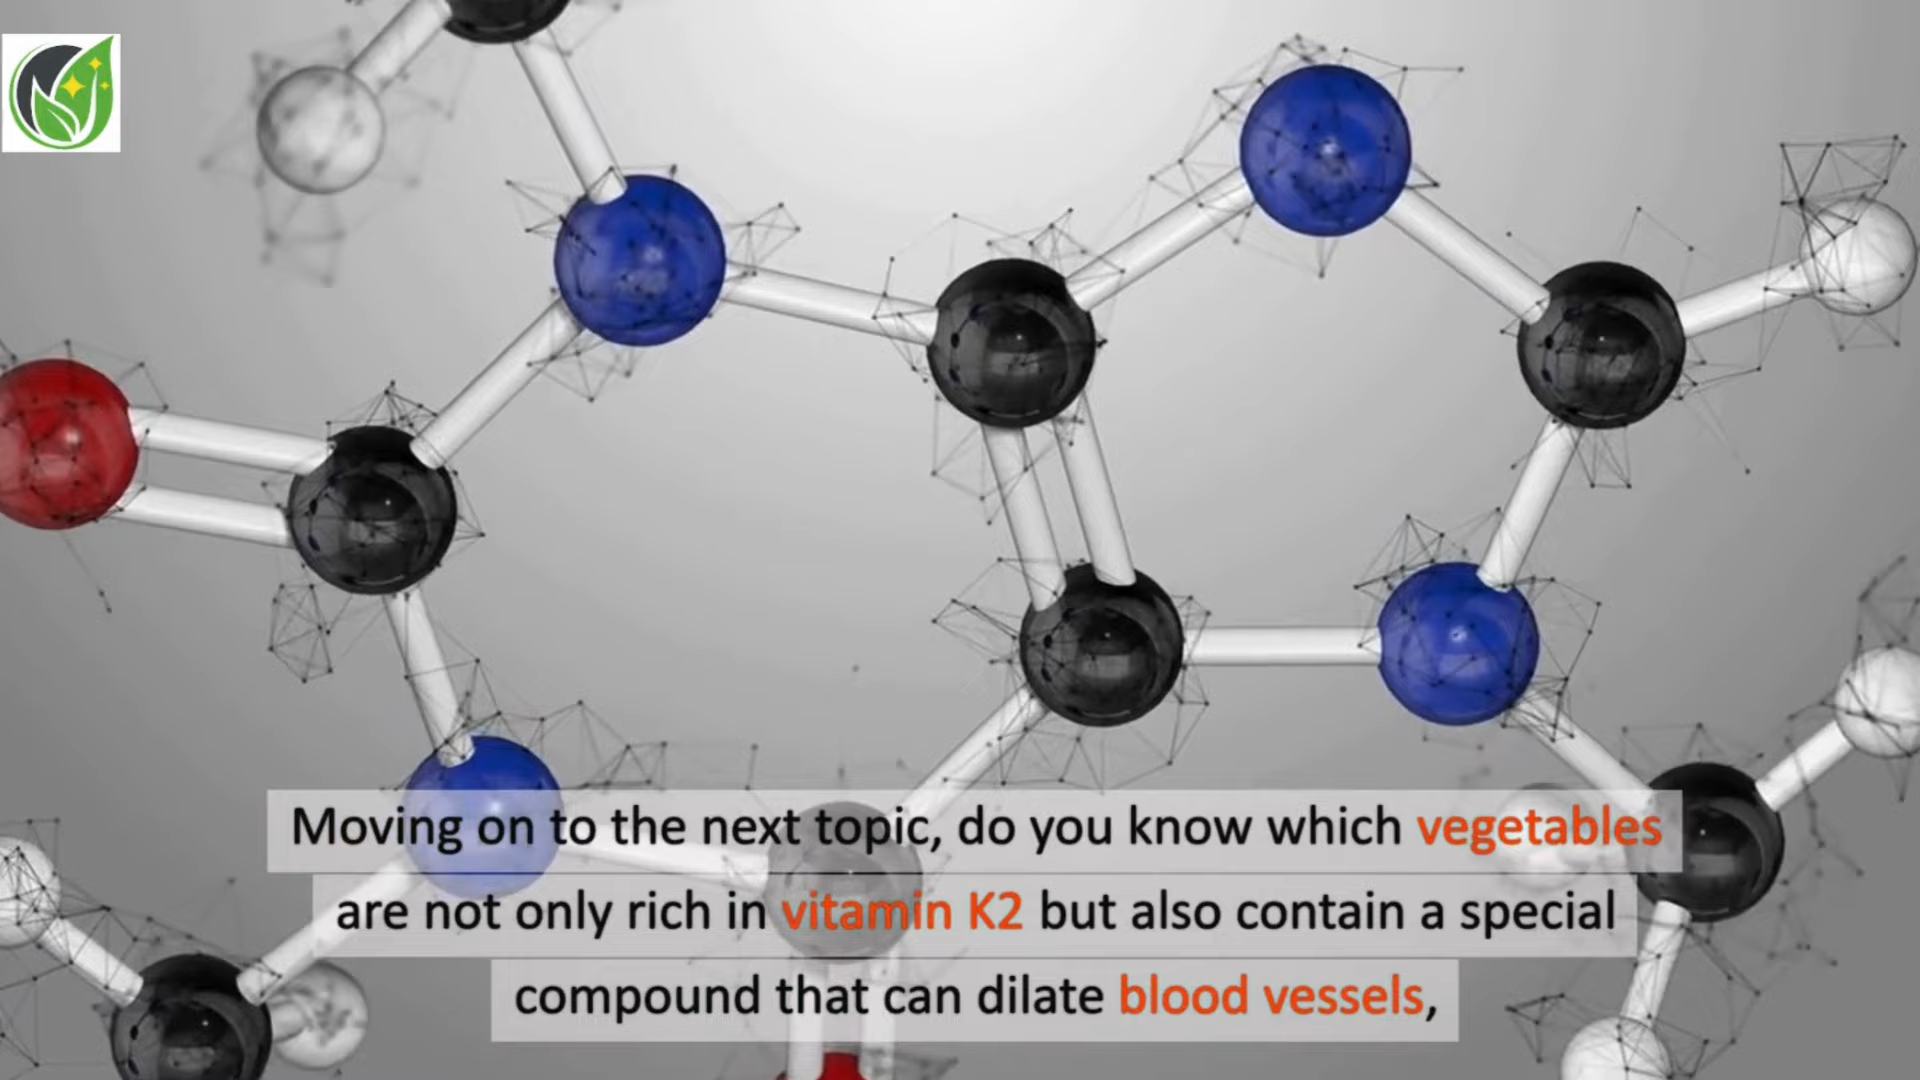 Moving on to the next topic, do you know which vegetables
are not only rich in vitamin K2 but also contain a special
compound that can dilate blood vessels,